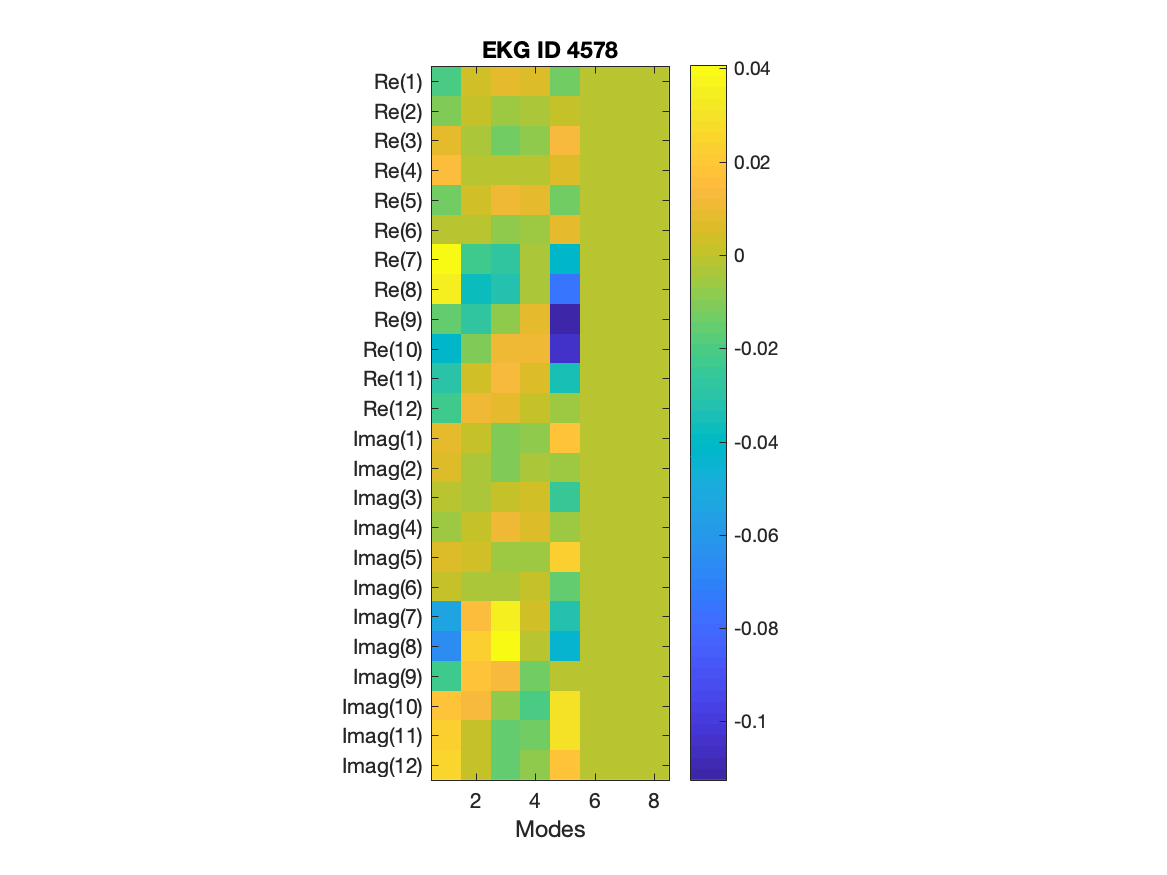 EKG ID 4578
Re(1)
Re(2)
Re(3)
Re(4)
Re(5)
Re(6)
Re(7)
Re(8)
Re(9)
Re(10)
Re(11)
Re(12)
Imag(1)
Imag(2)
Imag(3)
Imag(4)
Imag(5)
Imag(6)
Imag(7)
Imag(8)
Imag(9)
Imag(10)
Imag(11)
Imag(12)
2 4 6 8
Modes
0.04
0.02
0
-0.02
-0.04
-0.06
-0.08
-0.1